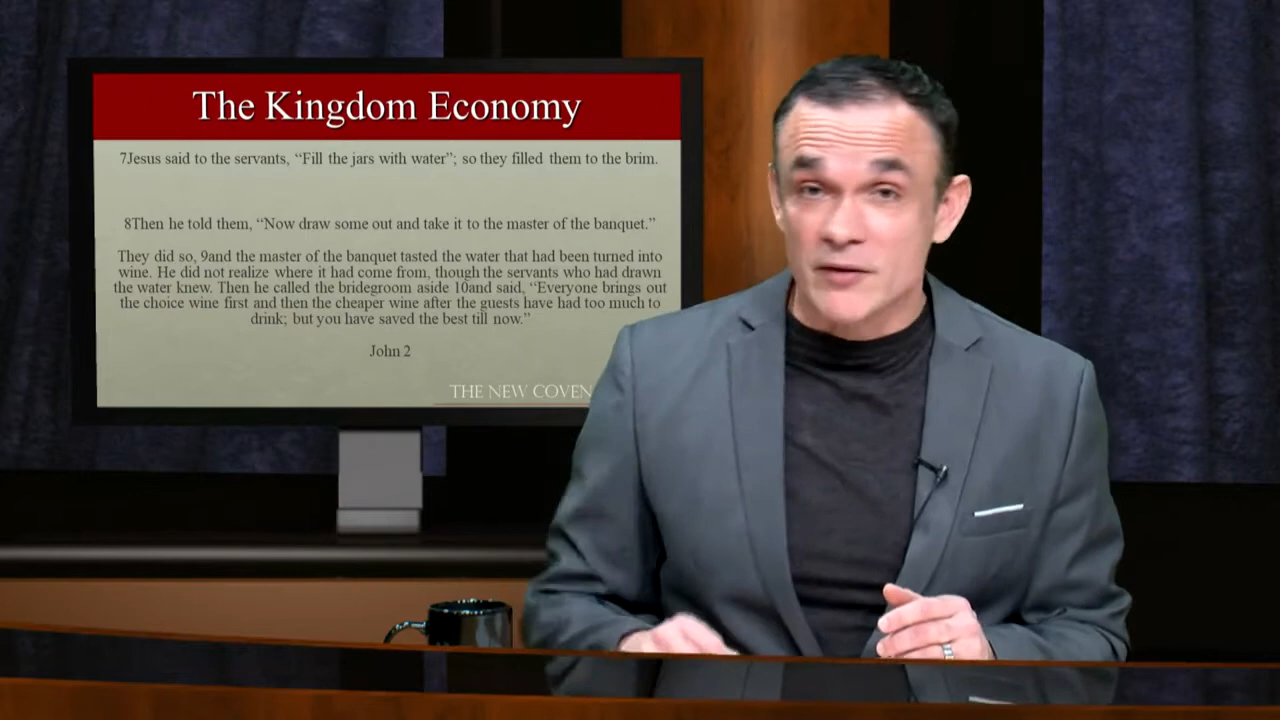 The Kingdom Economy
7Jesus said to the servants, “Fill the jars with water”; so they filled them to the brim.
8Then he told them, “Now draw some out and take it to the master of the banquet.”
They did so, 9and the master of the banquet tasted the water that had been turned into
wine. He did not realize where it had come from, though the servants who had drawn
the water knew. Then he called the bridegroom aside 10and said, “Everyone brings out
the choice wine first and then the cheaper wine after the guests have had too much to
drink; but you have saved the best till now.”
John 2
THE NEW COVEN